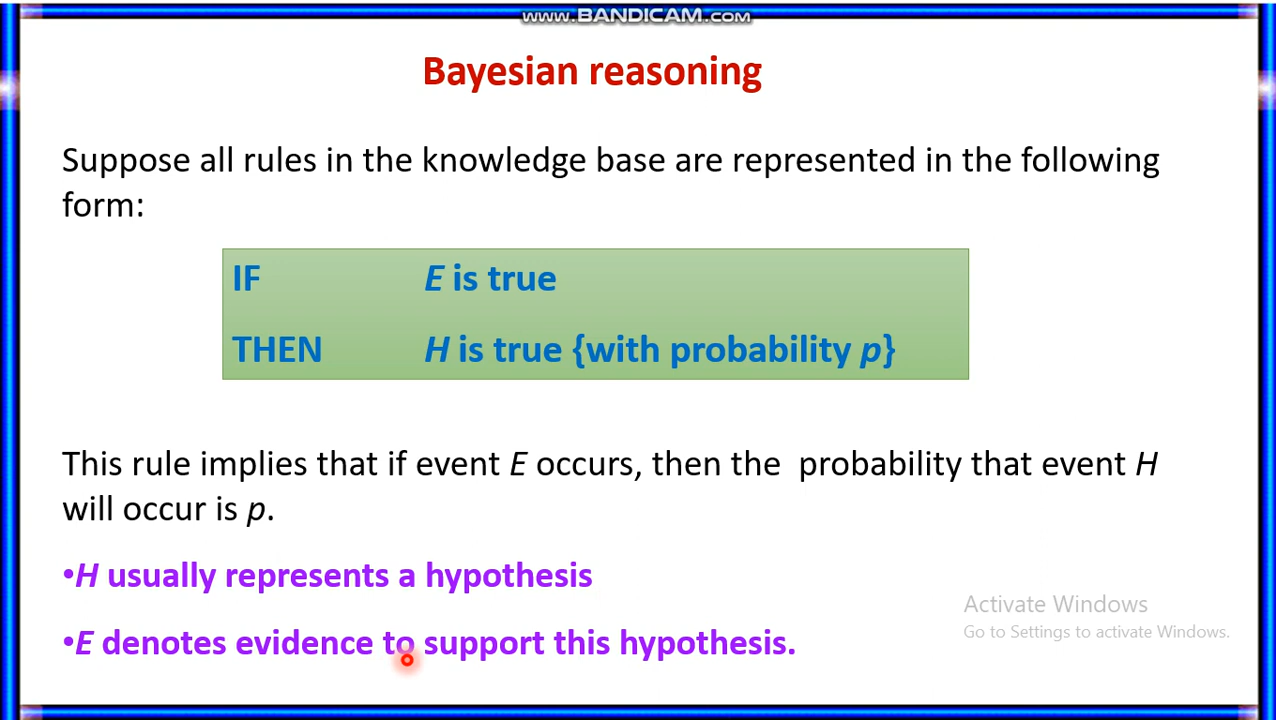 WWW.BANDICAM.COM
Bayesian reasoning
Suppose all rules in the knowledge base are represented in the following
form:
IF E is true
THEN H is true {with probability p}
This rule implies that if event E occurs, then the probability that event H
will occur is p.
•H usually represents a hypothesis
Activate Windows
Go to Settings to activate Windows.
•E denotes evidence to support this hypothesis.